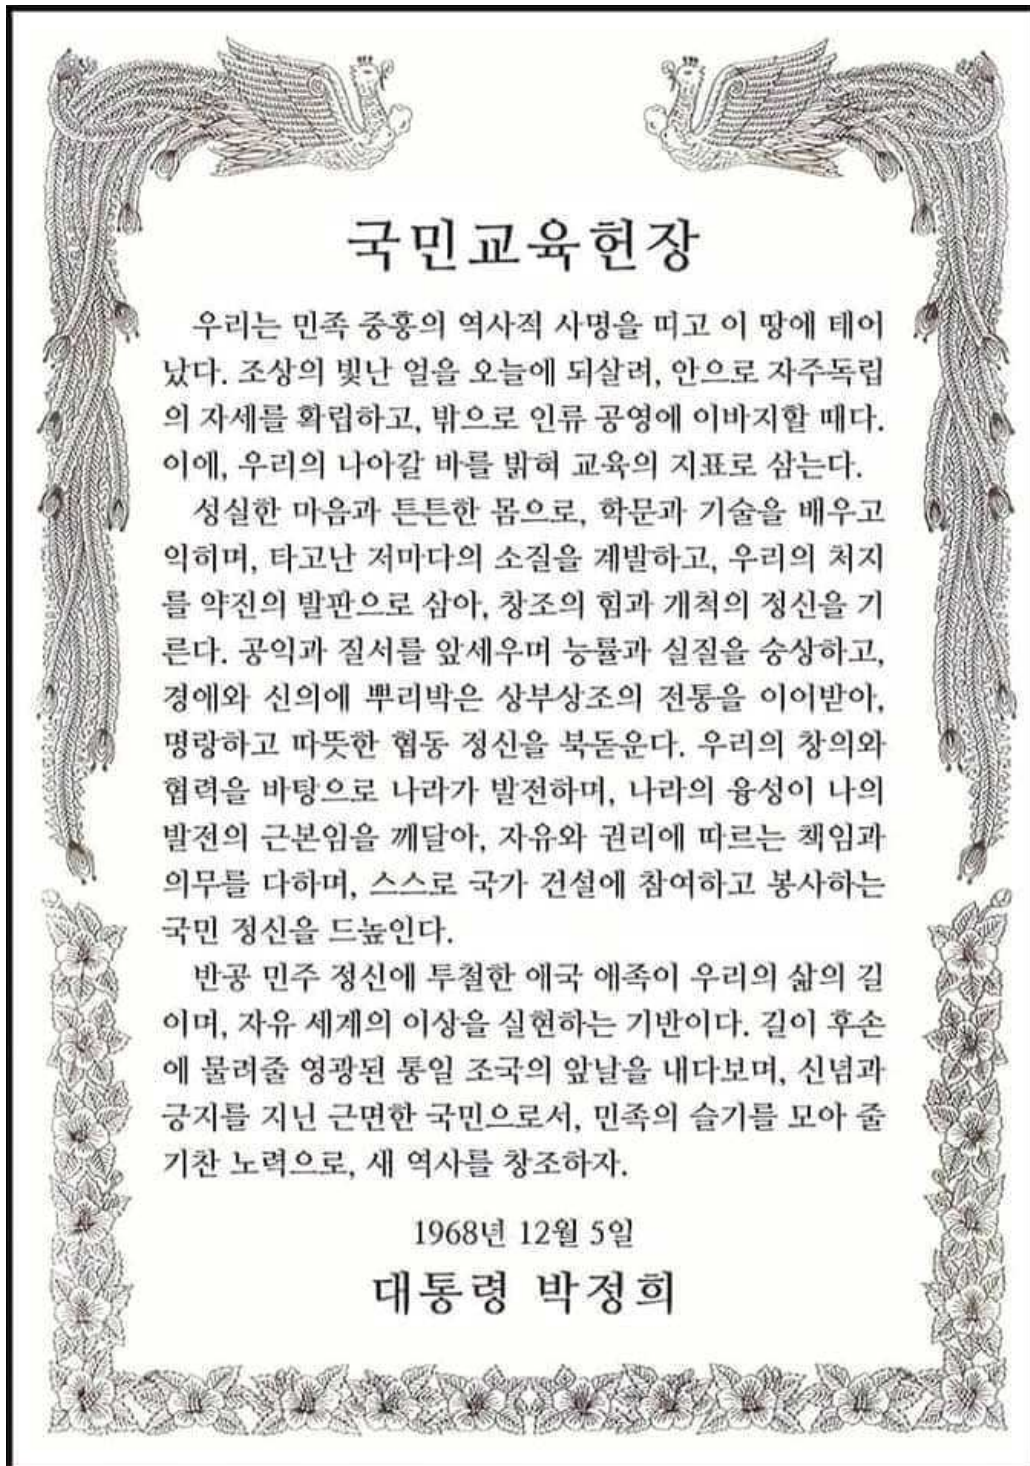 국민교육헌장
우리는 민족 중흥의 역사적 사명을 띠고 이 땅에 태어
났다. 조상의 빛난 얼을 오늘에 되살려, 안으로 자주독립
의 자세를 확립하고, 밖으로 인류 공영에 이바지할 때다.
이에, 우리의 나아갈 바를 밝혀 교육의 지표로 삼는다.
성실한 마음과 튼튼한 몸으로, 학문과 기술을 배우고
익히며, 타고난 저마다의 소질을 계발하고, 우리의 처지
를 약진의 발판으로 삼아, 창조의 힘과 개척의 정신을 기
른다. 공익과 질서를 앞세우며 능률과 실질을 숭상하고,
경애와 신의에 뿌리박은 상부상조의 전통을 이어받아,
명랑하고 따뜻한 협동 정신을 북돋운다. 우리의 창의와
협력을 바탕으로 나라가 발전하며, 나라의 융성이 나의
발전의 근본임을 깨달아, 자유와 권리에 따르는 책임과
의무를 다하며, 스스로 국가 건설에 참여하고 봉사하는
국민 정신을 드높인다.
반공 민주 정신에 투철한 애국 애족이 우리의 삶의 길
이며, 자유 세계의 이상을 실현하는 기반이다. 길이 후손
에 물려줄 영광된 통일 조국의 앞날을 내다보며, 신념과
긍지를 지닌 근면한 국민으로서, 민족의 슬기를 모아 줄
기찬 노력으로, 새 역사를 창조하자.
1968년 12월 5일
대통령 박정희